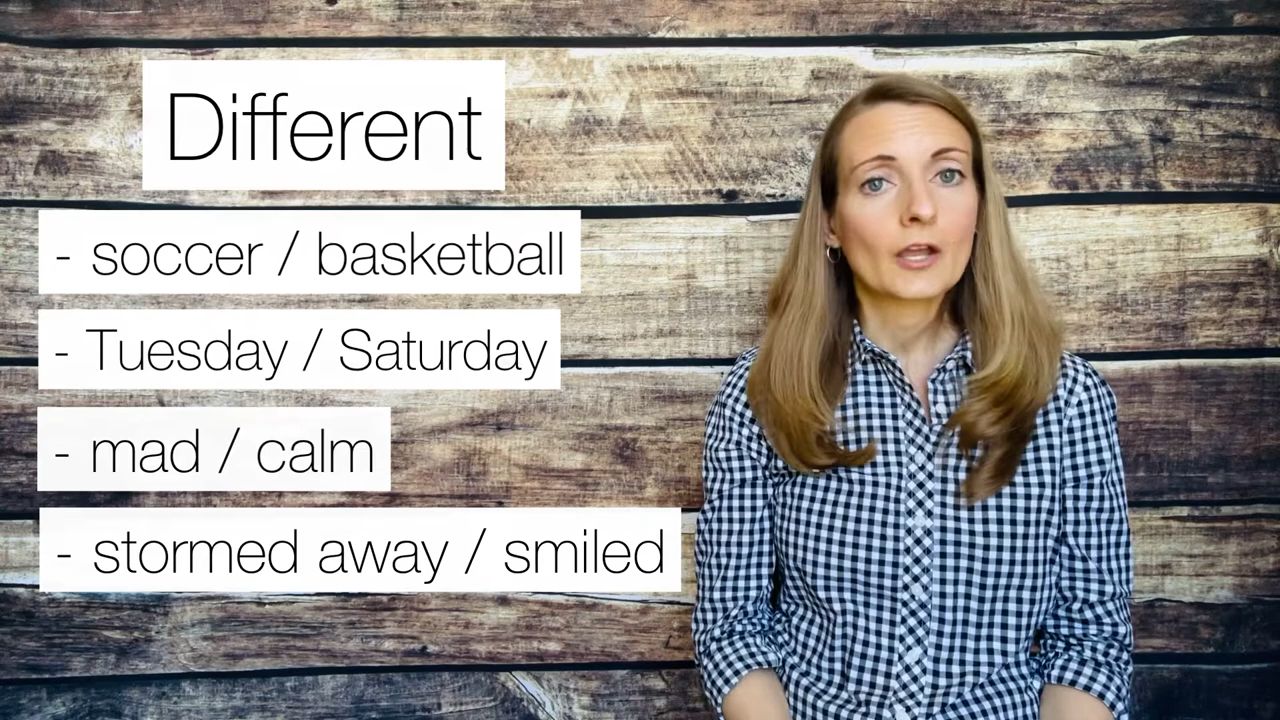 Different
- soccer / basketball
- Tuesday / Saturday
- mad / calm
- stormed away / smiled